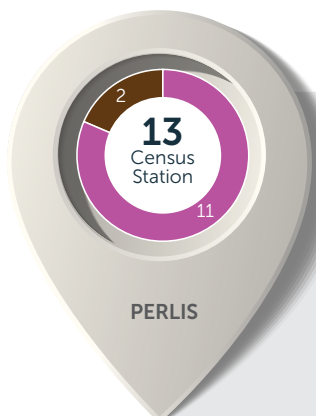 2
13
Census
Station
11
PERLIS